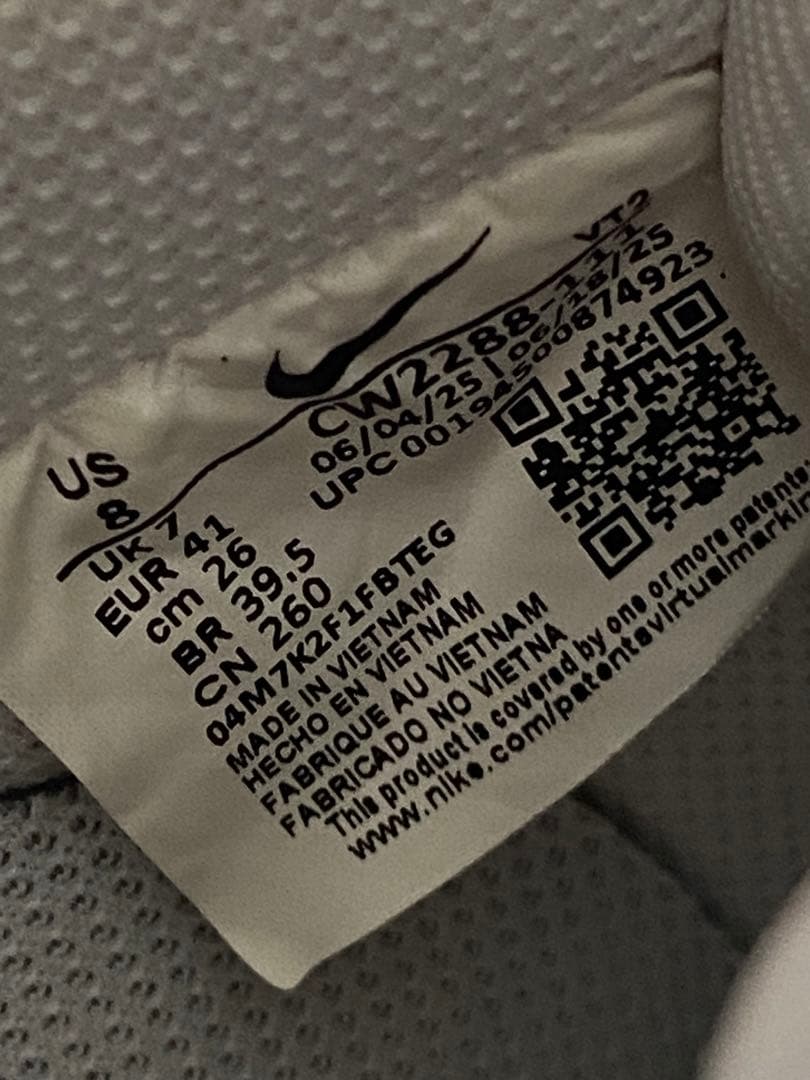 VT2
CW2288-111
06/04/25 | 06/18/25
UPC 00194500874923
US
8
UK 7
EUR 41
cm 26
BR 39.5
CN 260
04M7K2F1FBTEG
MADE IN VIETNAM
HECHO EN VIETNAM
FABRIQUE AU VIETNAM
FABRICADO NO VIETNA
This product is covered by one or more patents.
www.nike.com/patentsvirtualmarkin